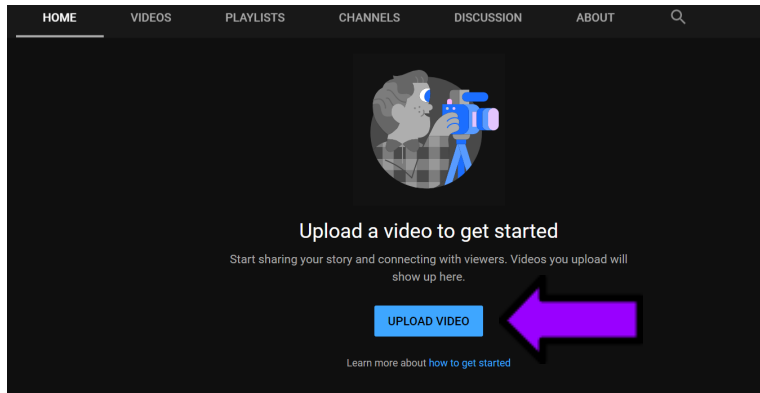 HOME VIDEOS PLAYLISTS CHANNELS DISCUSSION ABOUT
Upload a video to get started
Start sharing your story and connecting with viewers. Videos you upload will
show up here.
UPLOAD VIDEO
Learn more about how to get started